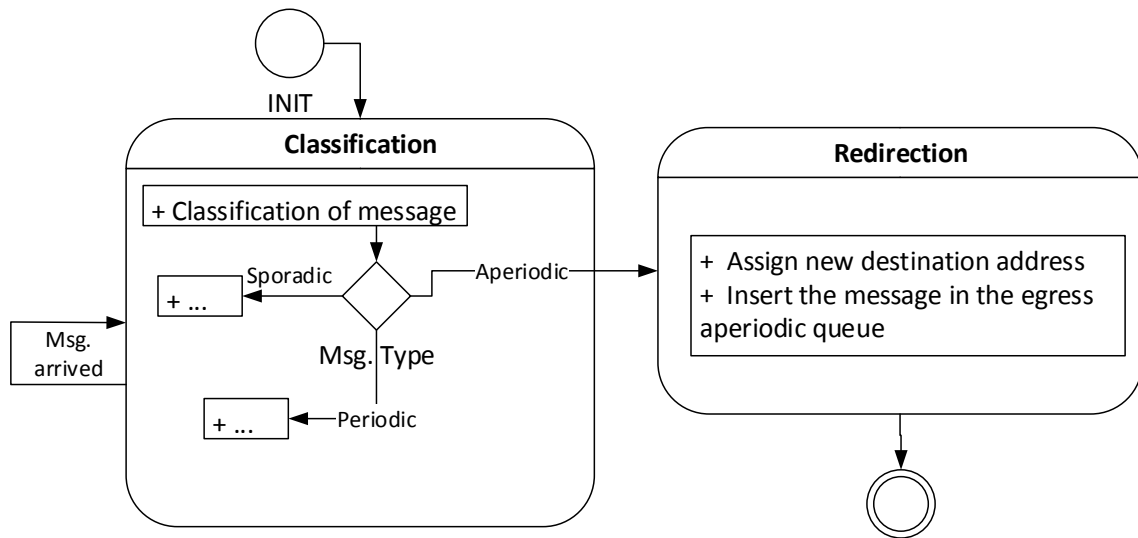 INIT
Classification
+ Classification of message
Sporadic
Aperiodic
+ ...
Msg. Type
Msg.
arrived
+ ...
Periodic
Redirection
+ Assign new destination address
+ Insert the message in the egress
aperiodic queue